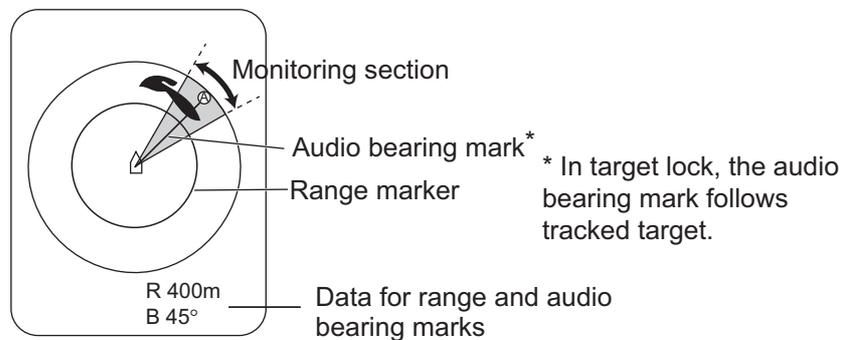 Monitoring section
A
Audio bearing mark*
* In target lock, the audio
bearing mark follows
tracked target.
Range marker
R 400m
B 45°
Data for range and audio
bearing marks